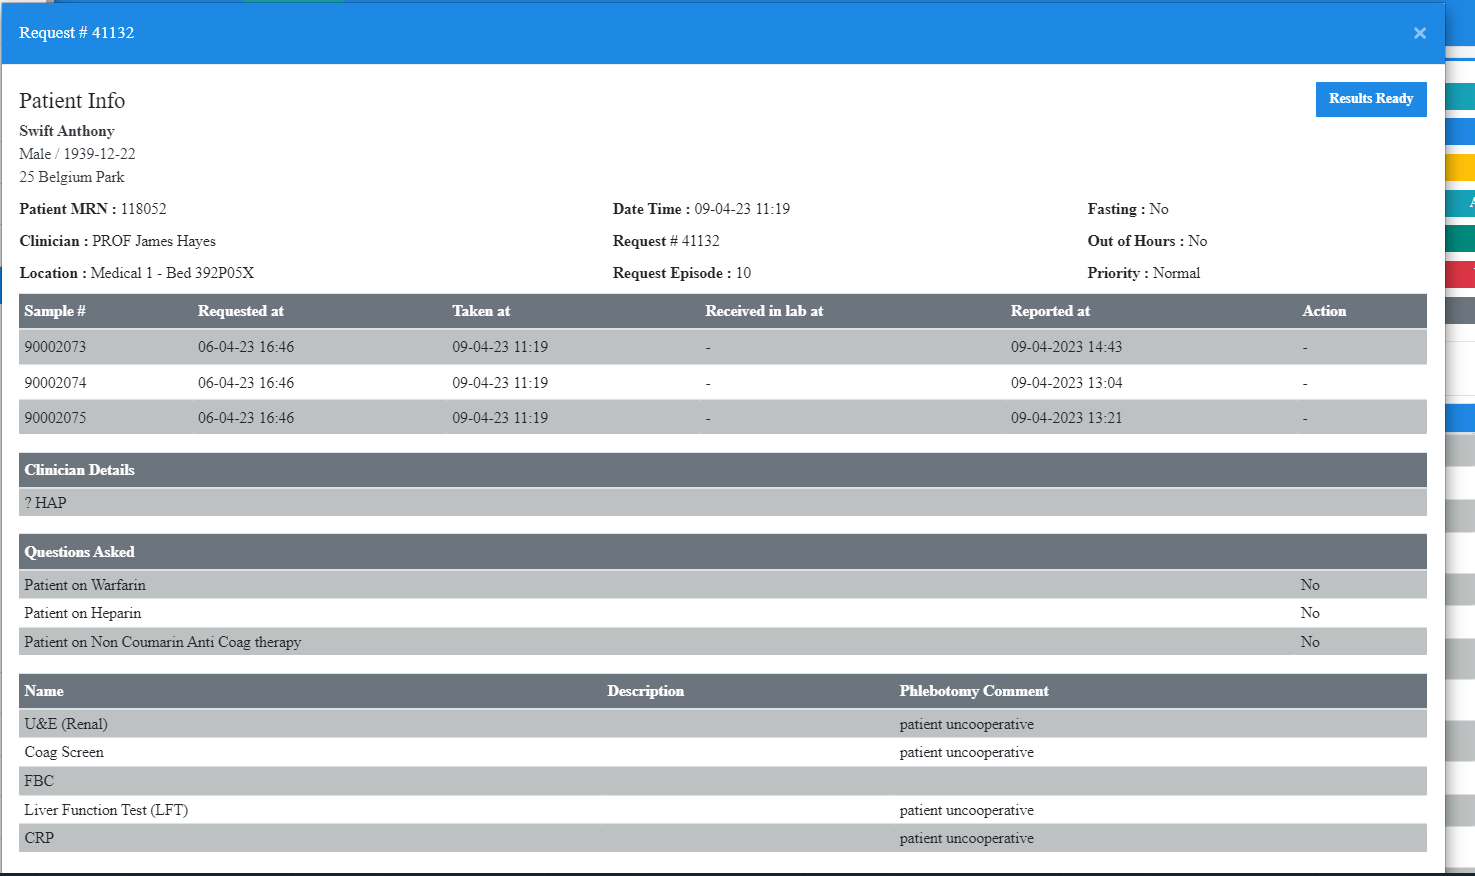 Request # 41132
×
Patient Info
Results Ready
Swift Anthony
Male / 1939-12-22
25 Belgium Park
Patient MRN : 118052 Date Time : 09-04-23 11:19 Fasting : No
Clinician : PROF James Hayes Request # 41132 Out of Hours : No
Location : Medical 1 - Bed 392P05X Request Episode : 10 Priority : Normal
Sample # Requested at Taken at Received in lab at Reported at Action
90002073 06-04-23 16:46 09-04-23 11:19 - 09-04-2023 14:43 -
90002074 06-04-23 16:46 09-04-23 11:19 - 09-04-2023 13:04 -
90002075 06-04-23 16:46 09-04-23 11:19 - 09-04-2023 13:21 -
Clinician Details
? HAP
Questions Asked
Patient on Warfarin No
Patient on Heparin No
Patient on Non Coumarin Anti Coag therapy No
Name Description Phlebotomy Comment
U&E (Renal) patient uncooperative
Coag Screen patient uncooperative
FBC
Liver Function Test (LFT) patient uncooperative
CRP patient uncooperative